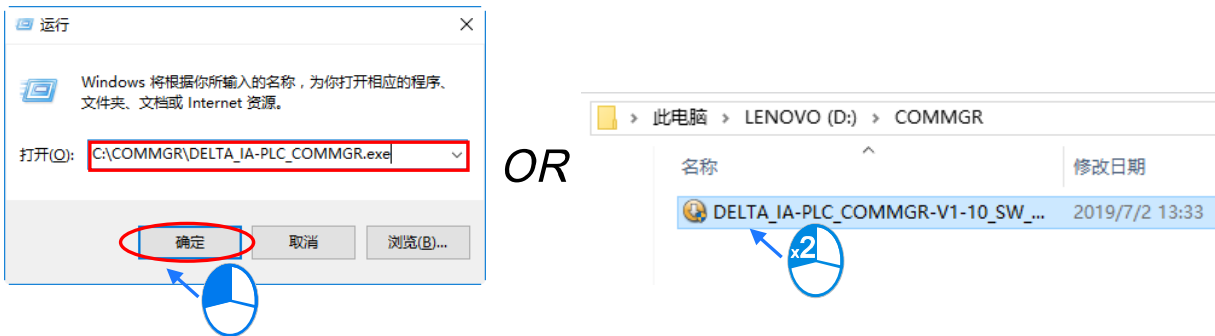 运行
Windows 将根据你所输入的名称，为你打开相应的程序、
文件夹、文档或 Internet 资源。
打开(O): C:\COMMGR\DELTA_IA-PLC_COMMGR.exe
确定 取消 浏览(B)...
OR
此电脑 > LENOVO (D:) > COMMGR
名称 修改日期
DELTA_IA-PLC_COMMGR-V1-10_SW_... 2019/7/2 13:33
x2